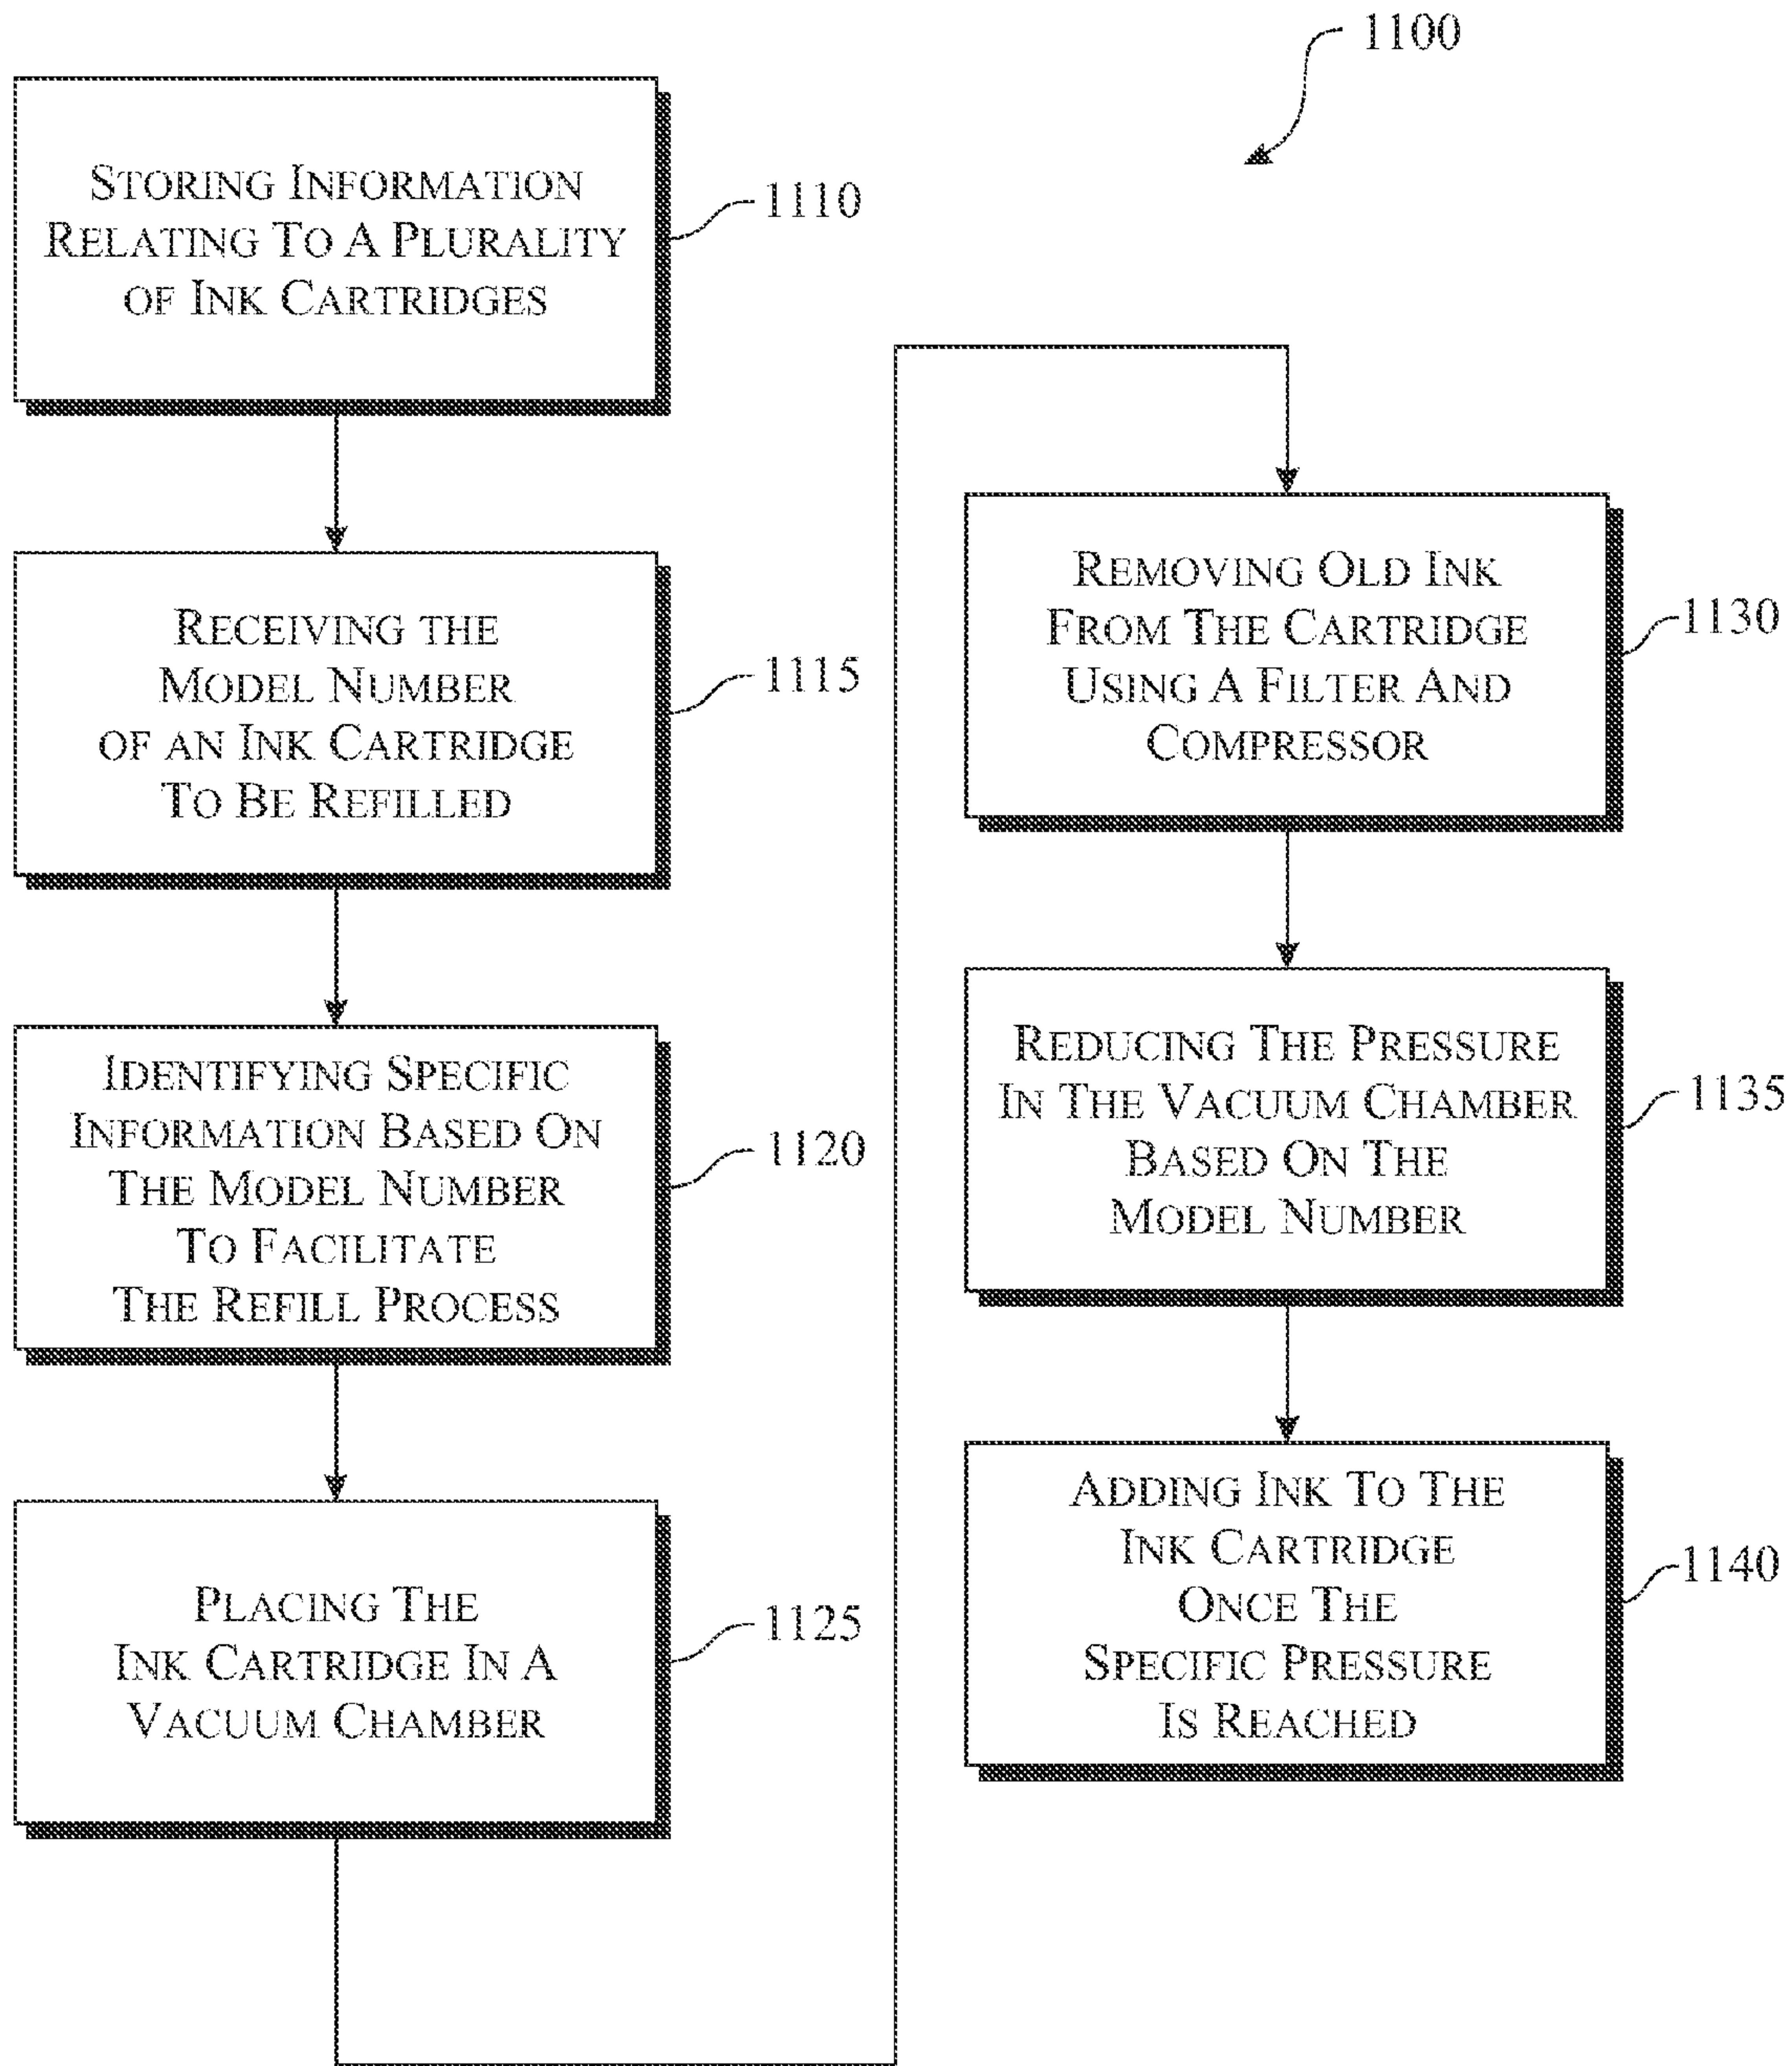 1100
STORING INFORMATION
RELATING TO A PLURALITY
OF INK CARTRIDGES
1110
RECEIVING THE
MODEL NUMBER
OF AN INK CARTRIDGE
TO BE REFILLED
1115
IDENTIFYING SPECIFIC
INFORMATION BASED ON
THE MODEL NUMBER
TO FACILITATE
THE REFILL PROCESS
1120
PLACING THE
INK CARTRIDGE IN A
VACUUM CHAMBER
1125
REMOVING OLD INK
FROM THE CARTRIDGE
USING A FILTER AND
COMPRESSOR
1130
REDUCING THE PRESSURE
IN THE VACUUM CHAMBER
BASED ON THE
MODEL NUMBER
1135
ADDING INK TO THE
INK CARTRIDGE
ONCE THE
SPECIFIC PRESSURE
IS REACHED
1140